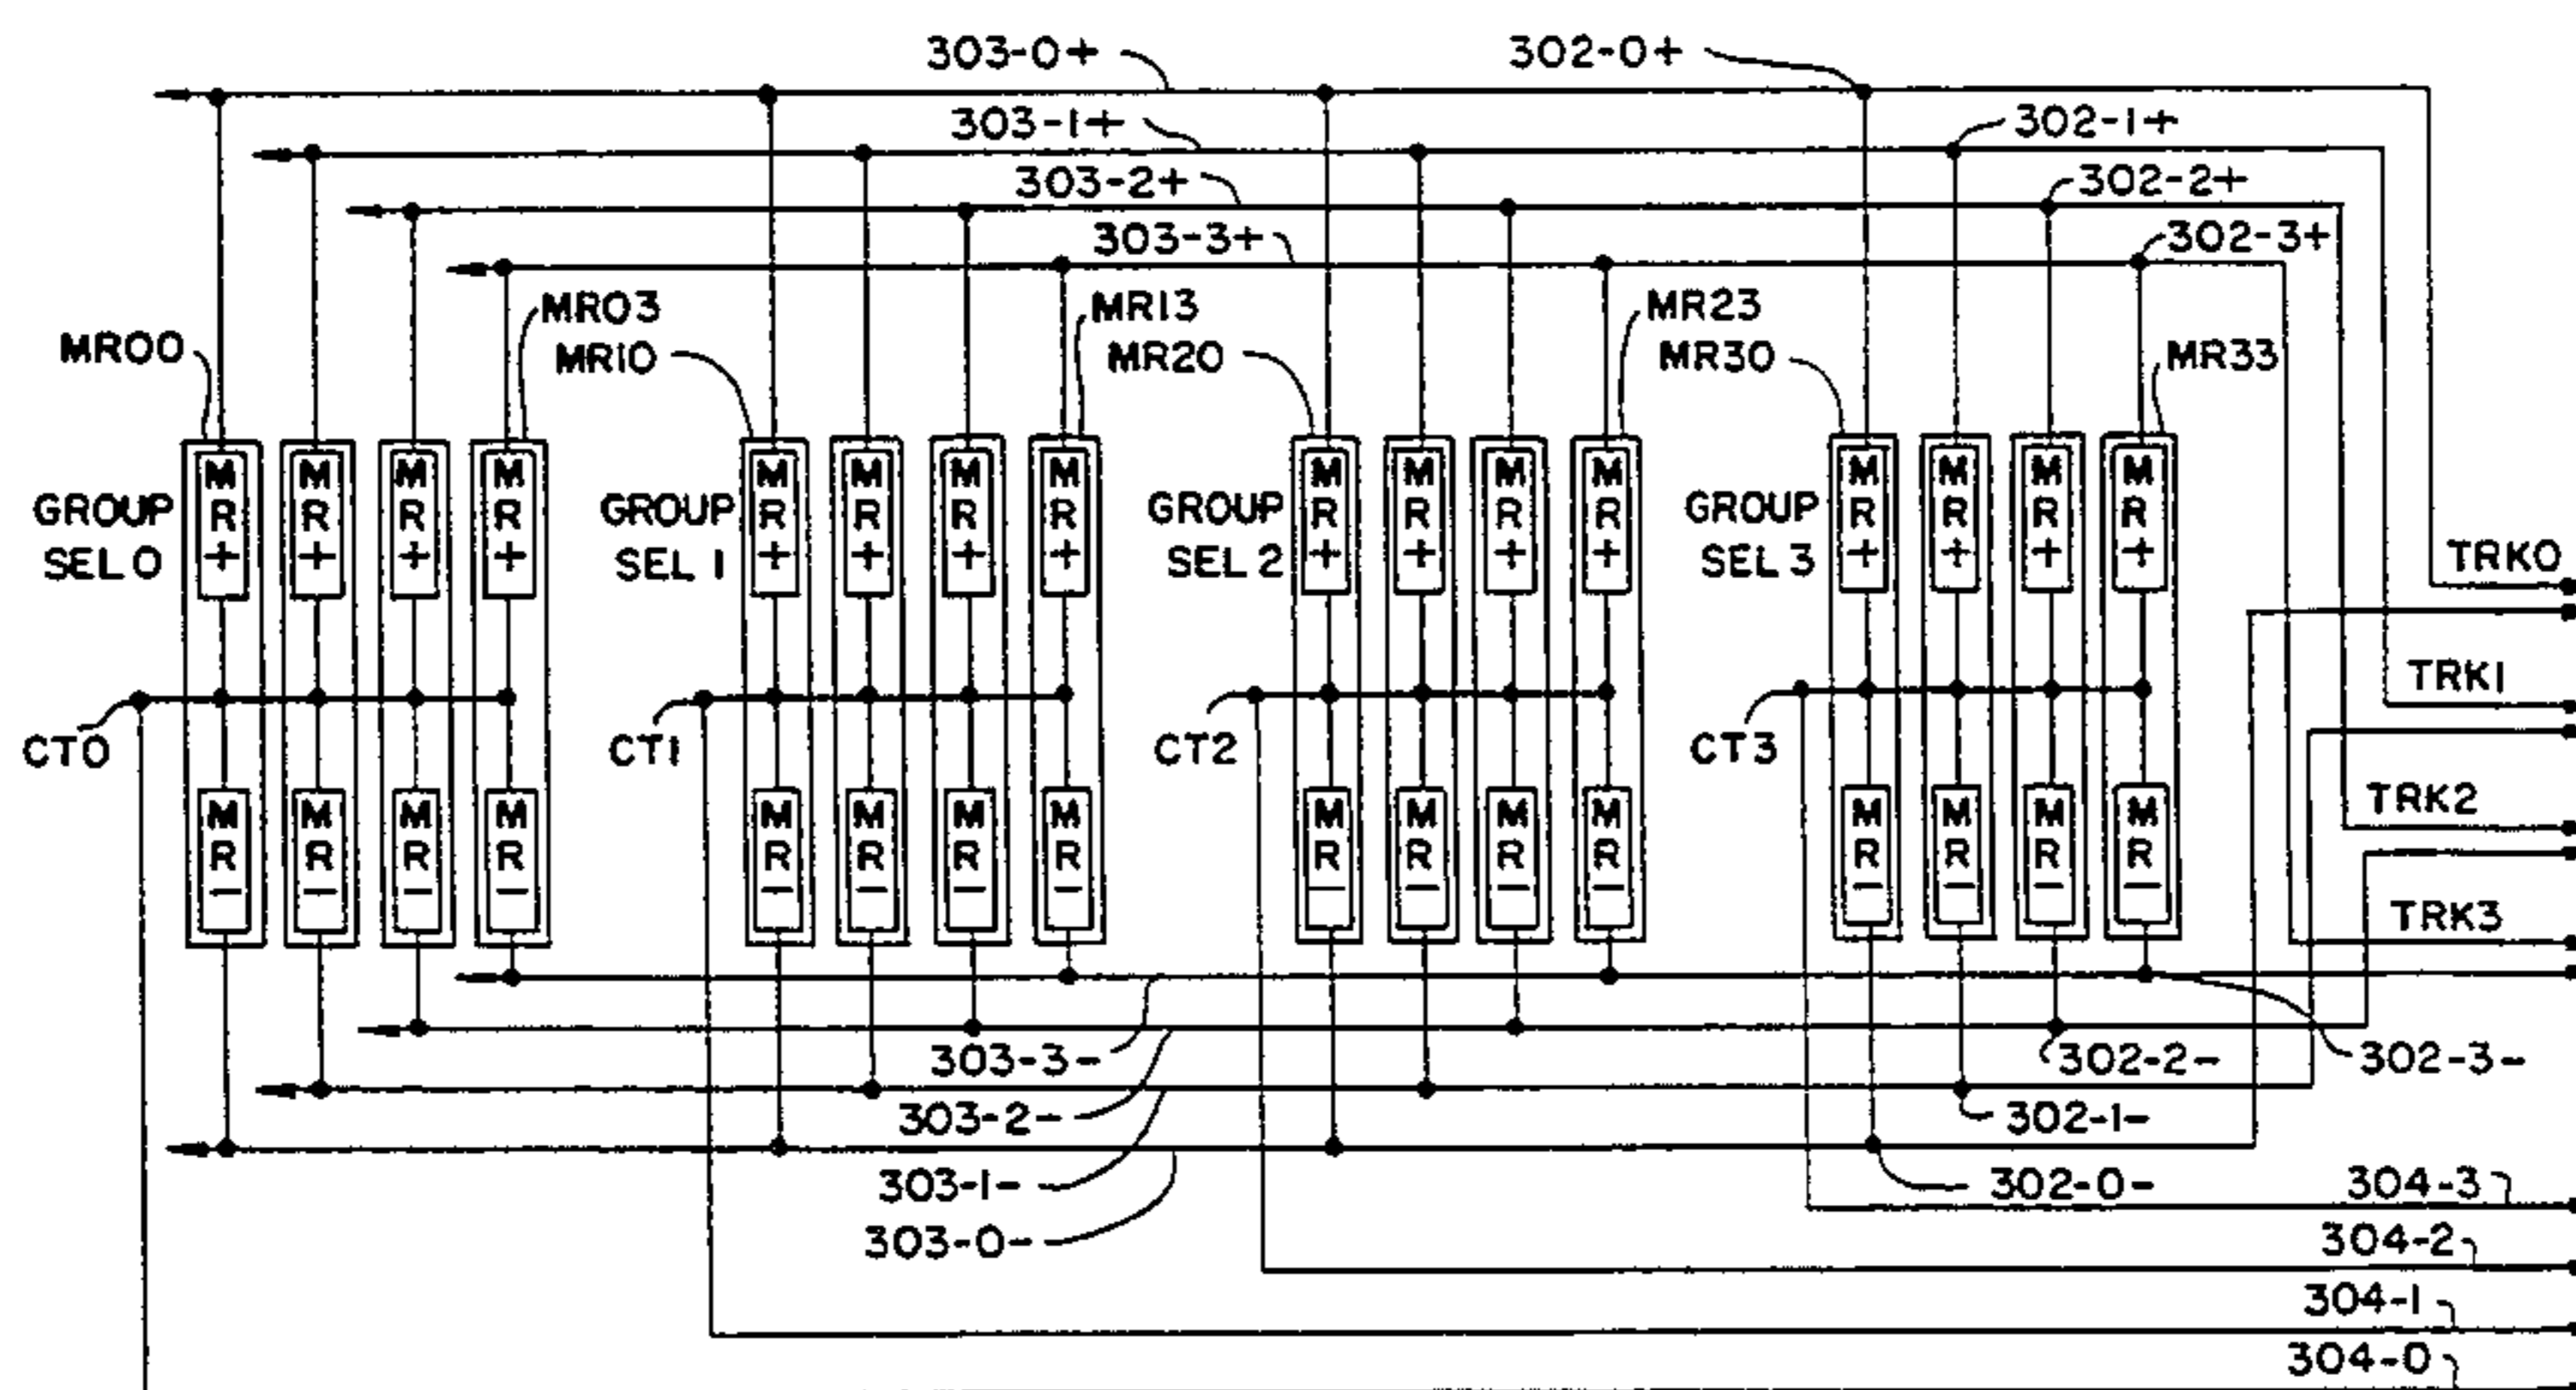 303-0+
302-0+
303-1+
302-1+
303-2+
302-2+
303-3+
302-3+
MR00
MR03
MR10
MR13
MR20
MR23
MR30
MR33
GROUP
SEL 0
M
R
+
M
R
+
M
R
+
M
R
+
GROUP
SEL 1
M
R
+
M
R
+
M
R
+
M
R
+
GROUP
SEL 2
M
R
+
M
R
+
M
R
+
M
R
+
GROUP
SEL 3
M
R
+
M
R
+
M
R
+
M
R
+
TRK0
TRK1
TRK2
TRK3
CT0
CT1
CT2
CT3
M
R
-
M
R
-
M
R
-
M
R
-
M
R
-
M
R
-
M
R
-
M
R
-
M
R
-
M
R
-
M
R
-
M
R
-
M
R
-
M
R
-
M
R
-
M
R
-
303-3-
302-2-
302-3-
303-2-
302-1-
303-1-
302-0-
304-3
303-0-
304-2
304-1
304-0